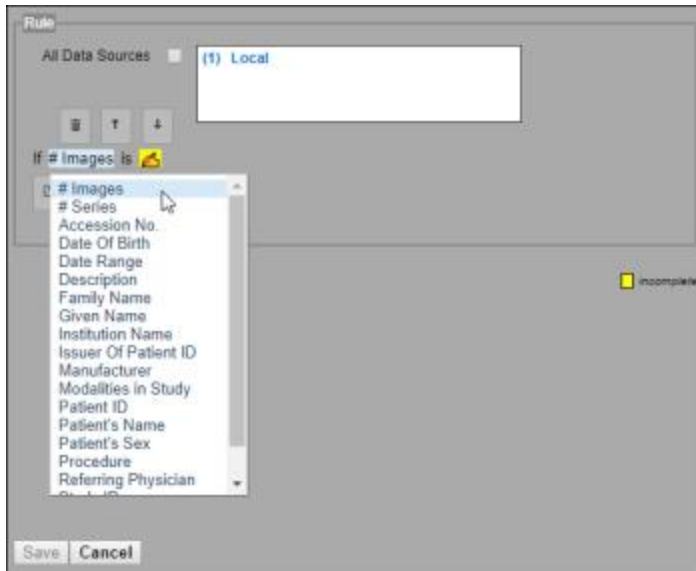 Rule
All Data Sources
(1) Local
If # Images is
# Images
# Series
Accession No.
Date Of Birth
Date Range
Description
Family Name
Given Name
Institution Name
Issuer Of Patient ID
Manufacturer
Modalities in Study
Patient ID
Patient's Name
Patient's Sex
Procedure
Referring Physician
incomplete
Save Cancel